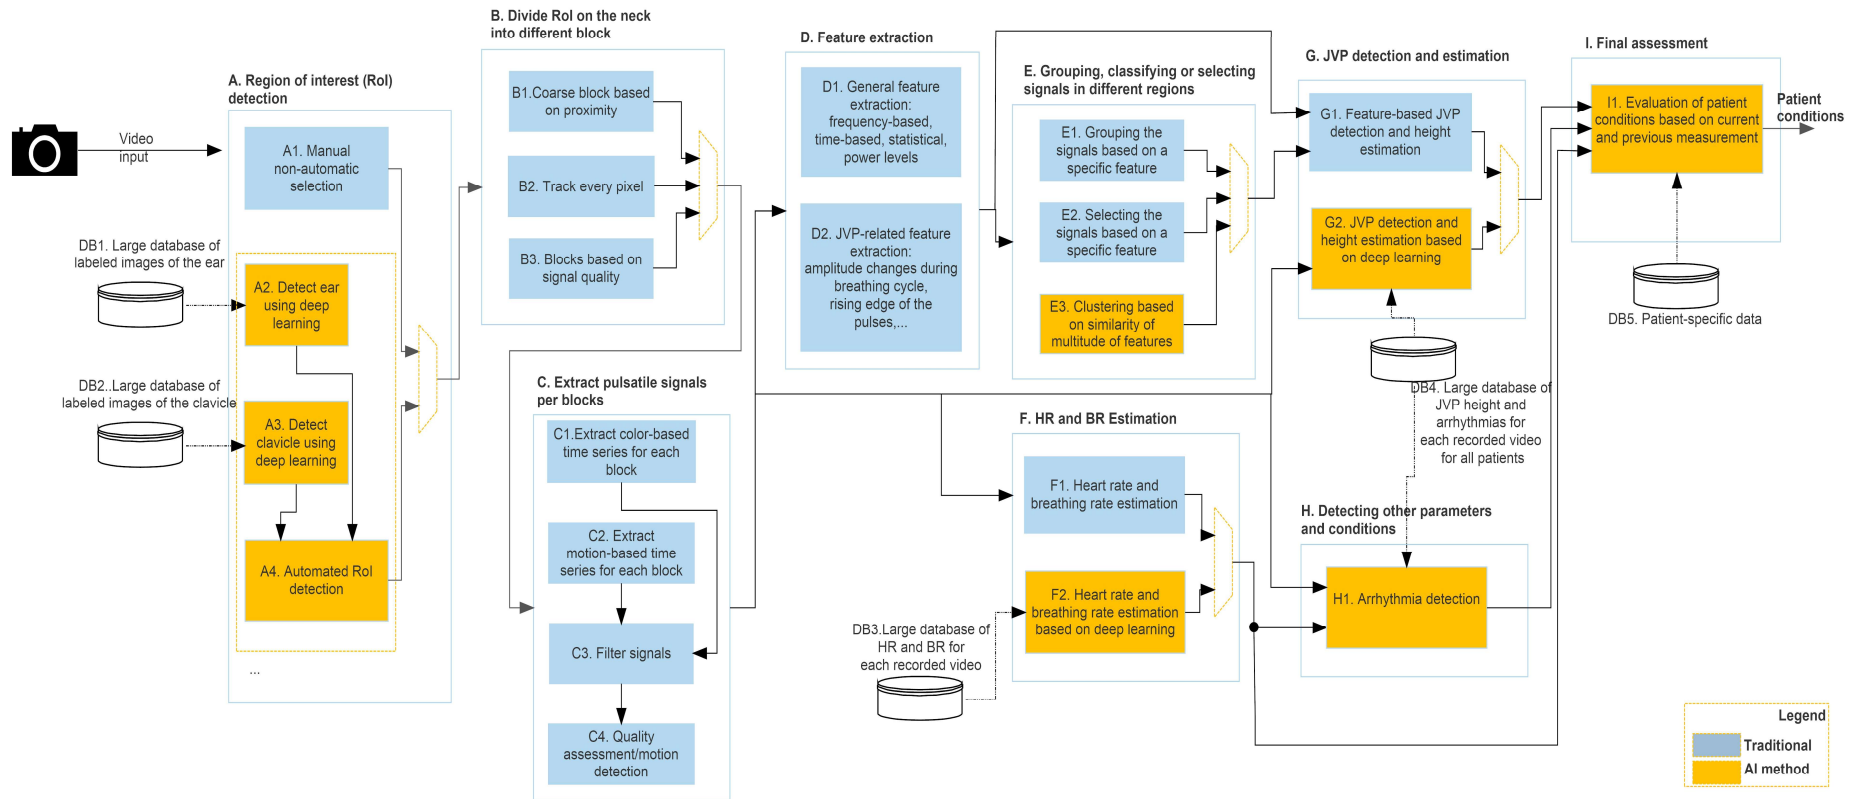 Video
input
A. Region of interest (RoI)
detection
A1. Manual
non-automatic
selection
DB1. Large database of
labeled images of the ear
A2. Detect ear
using deep
learning
DB2..Large database of
labeled images of the clavicle
A3. Detect
clavicle using
deep learning
A4. Automated RoI
detection
...
B. Divide RoI on the neck
into different block
B1.Coarse block based
on proximity
B2. Track every pixel
B3. Blocks based on
signal quality
C. Extract pulsatile signals
per blocks
C1.Extract color-based
time series for each
block
C2. Extract
motion-based time
series for each block
C3. Filter signals
C4. Quality
assessment/motion
detection
D. Feature extraction
D1. General feature
extraction:
frequency-based,
time-based, statistical,
power levels
D2. JVP-related feature
extraction:
amplitude changes during
breathing cycle,
rising edge of the
pulses,...
E. Grouping, classifying or selecting
signals in different regions
E1. Grouping the
signals based on a
specific feature
E2. Selecting the
signals based on a
specific feature
E3. Clustering based
on similarity of
multitude of features
F. HR and BR Estimation
F1. Heart rate and
breathing rate estimation
F2. Heart rate and
breathing rate estimation
based on deep learning
DB3.Large database of
HR and BR for
each recorded video
G. JVP detection and estimation
G1. Feature-based JVP
detection and height
estimation
G2. JVP detection and
height estimation based
on deep learning
DB4. Large database of
JVP height and
arrhythmias for
each recorded video
for all patients
H. Detecting other parameters
and conditions
H1. Arrhythmia detection
I. Final assessment
I1. Evaluation of patient
conditions based on current
and previous measurement
Patient
conditions
DB5. Patient-specific data
Legend
Traditional
AI method